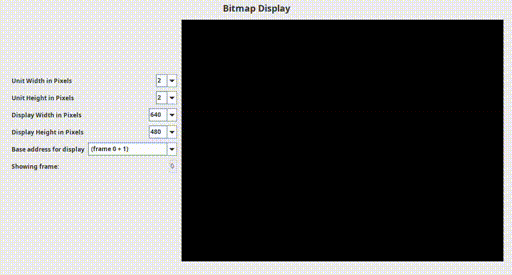 Bitmap Display
Unit Width in Pixels 2
Unit Height in Pixels 2
Display Width in Pixels 640
Display Height in Pixels 480
Base address for display (frame 0 + 1)
Showing frame: 0